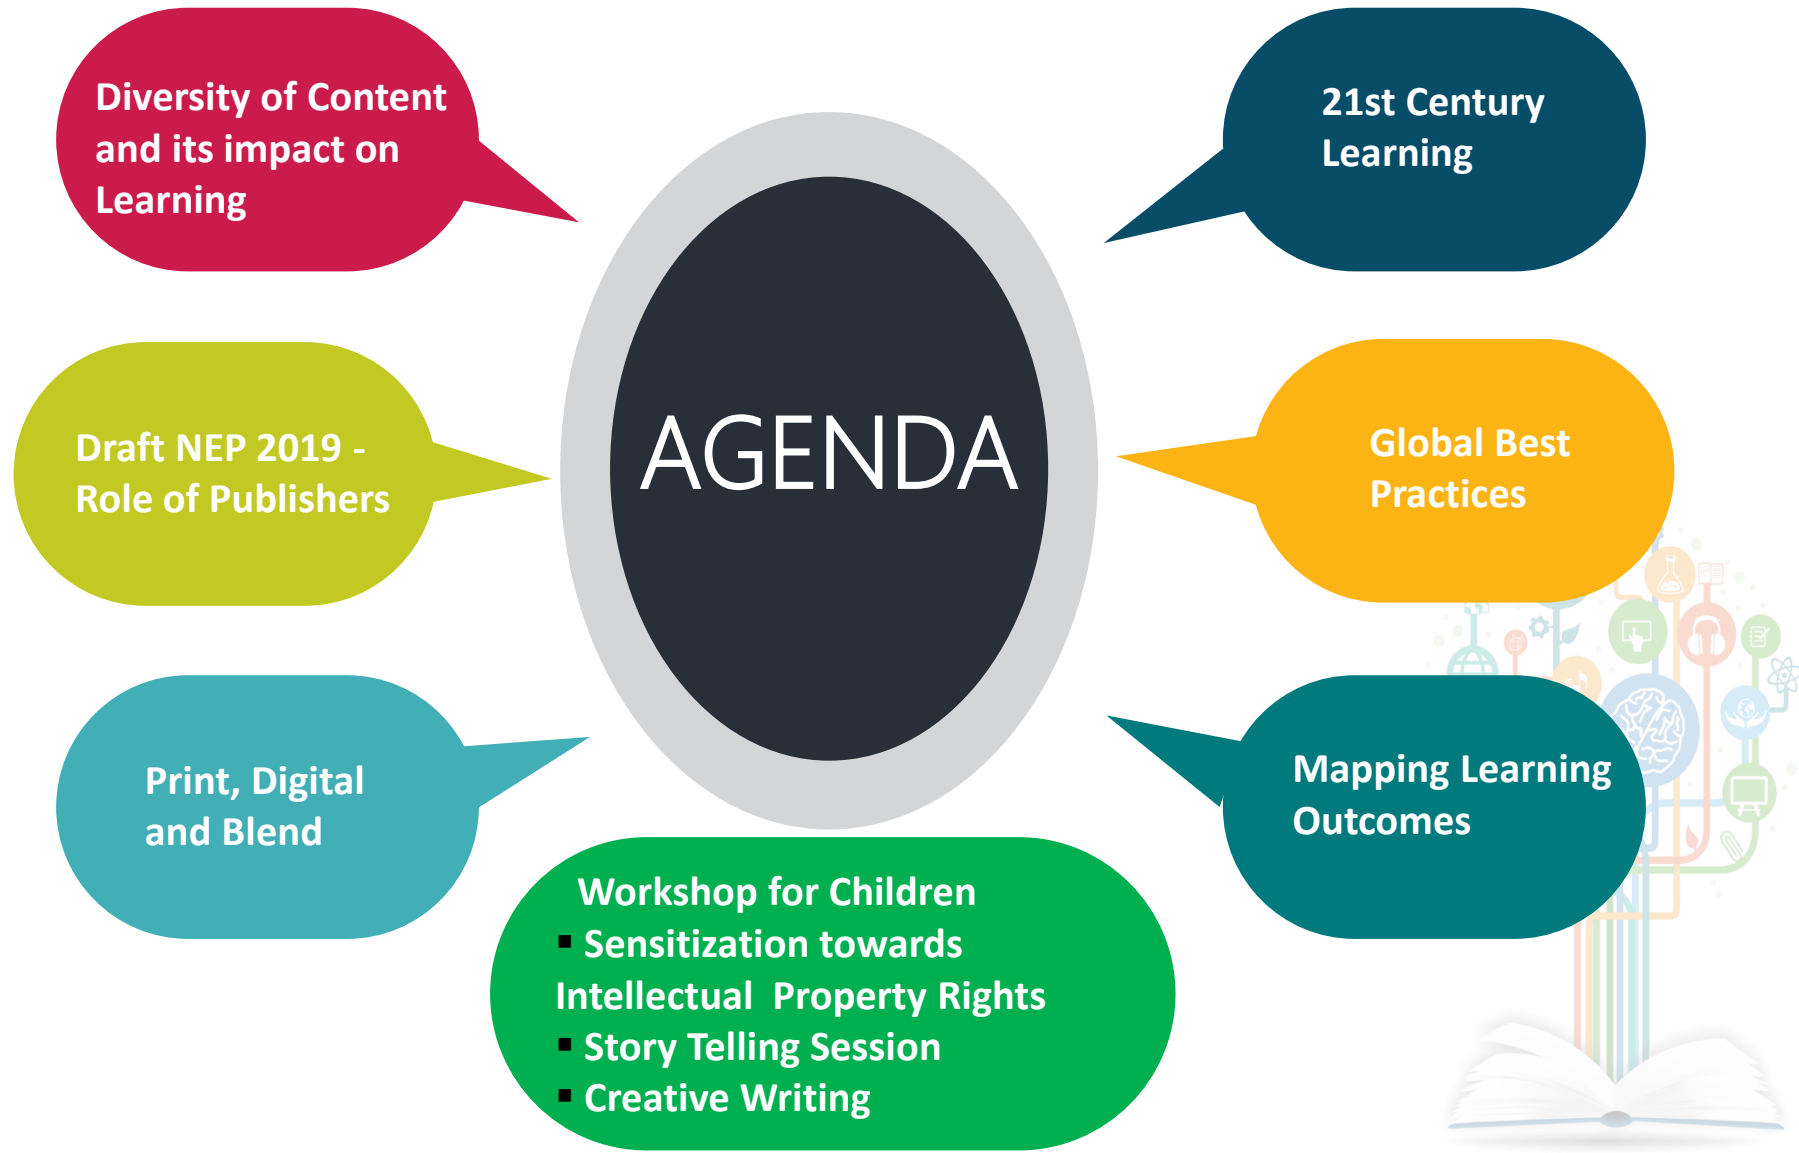 Diversity of Content
and its impact on
Learning
21st Century
Learning
Draft NEP 2019 -
Role of Publishers
AGENDA
Global Best
Practices
Print, Digital
and Blend
Mapping Learning
Outcomes
Workshop for Children
▪ Sensitization towards
Intellectual Property Rights
▪ Story Telling Session
▪ Creative Writing